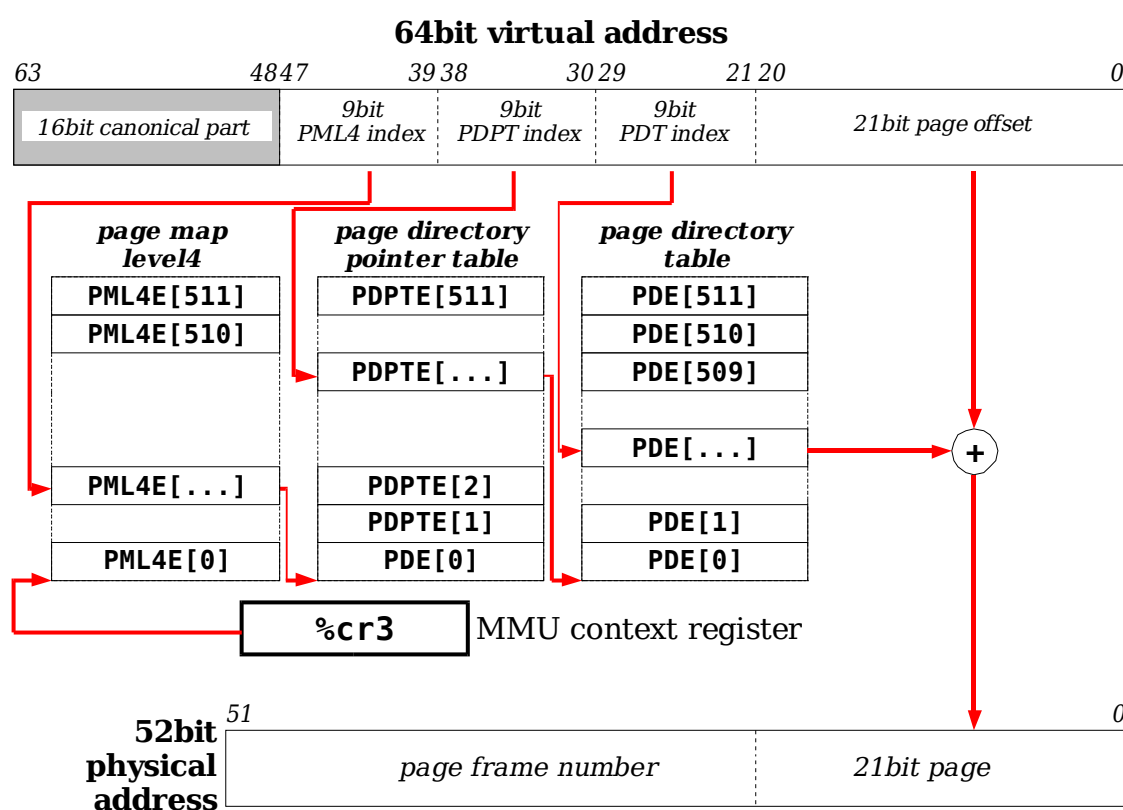 64bit virtual address
63 48 47 39 38 30 29 21 20 0
16bit canonical part
9bit
PML4 index
9bit
PDPT index
9bit
PDT index
21bit page offset
page map
level4
page directory
pointer table
page directory
table
PML4E[511]
PML4E[510]
PML4E[...]
PML4E[0]
PDPTE[511]
PDPTE[...]
PDPTE[2]
PDPTE[1]
PDE[0]
PDE[511]
PDE[510]
PDE[509]
PDE[...]
PDE[1]
PDE[0]
+
%cr3
MMU context register
51 0
52bit
physical
address
page frame number
21bit page